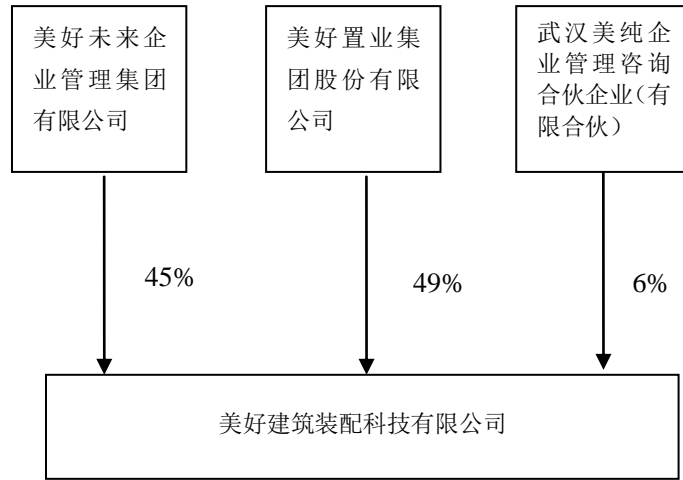 美好未来企
业管理集团
有限公司
美好置业集
团股份有限
公司
武汉美纯企
业管理咨询
合伙企业（有
限合伙）
45%
49%
6%
美好建筑装配科技有限公司